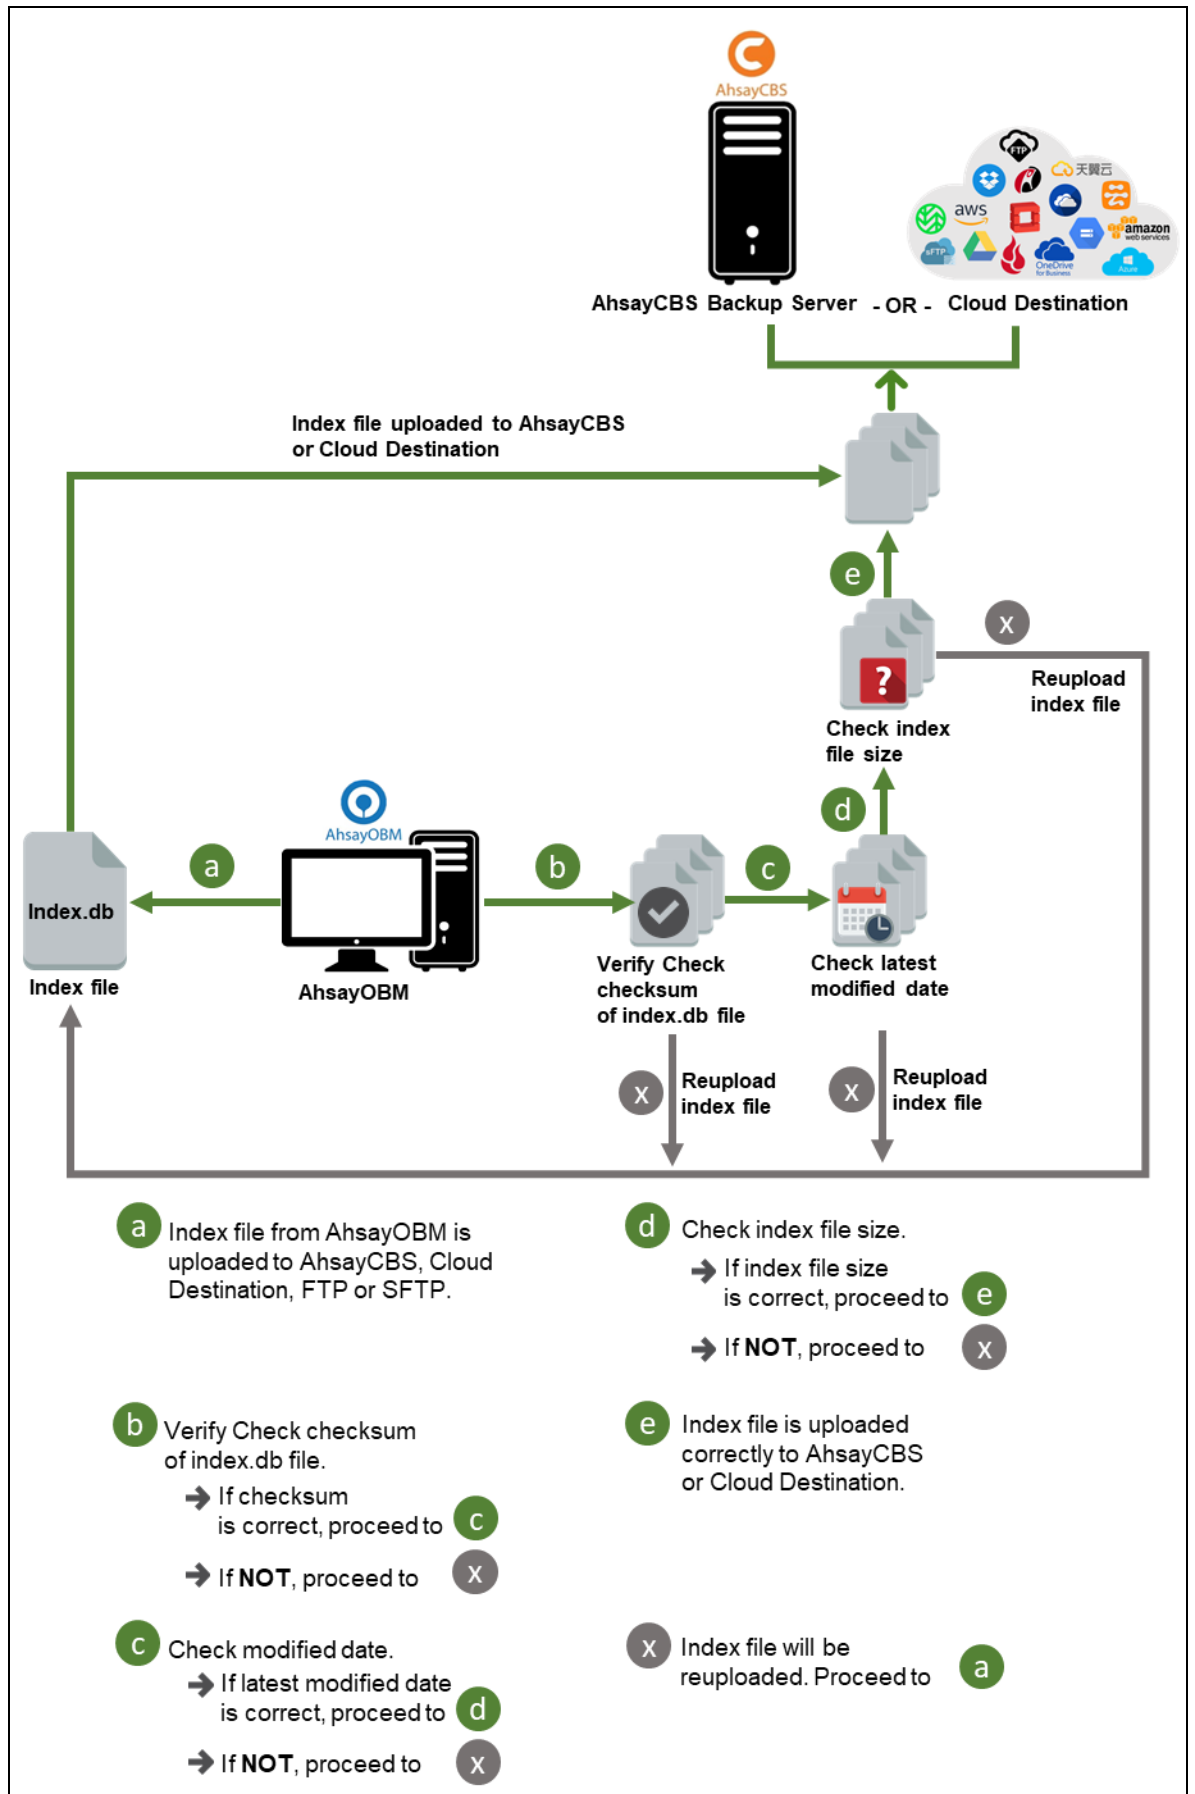 AhsayCBS
FTP
天翼云
aws
amazon
web services
sFTP
OneDrive
for Business
Azure
AhsayCBS Backup Server - OR - Cloud Destination
Index file uploaded to AhsayCBS
or Cloud Destination
e
x
?
Reupload
index file
Check index
file size
d
AhsayOBM
a
b
c
Index.db
Index file
AhsayOBM
Verify Check
checksum
of index.db file
Check latest
modified date
x
Reupload
index file
x
Reupload
index file
a
Index file from AhsayOBM is
uploaded to AhsayCBS, Cloud
Destination, FTP or SFTP.
b
Verify Check checksum
of index.db file.
If checksum
is correct, proceed to c
If NOT, proceed to x
c
Check modified date.
If latest modified date
is correct, proceed to d
If NOT, proceed to x
d
Check index file size.
If index file size
is correct, proceed to e
If NOT, proceed to x
e
Index file is uploaded
correctly to AhsayCBS
or Cloud Destination.
x
Index file will be
reuploaded. Proceed to a